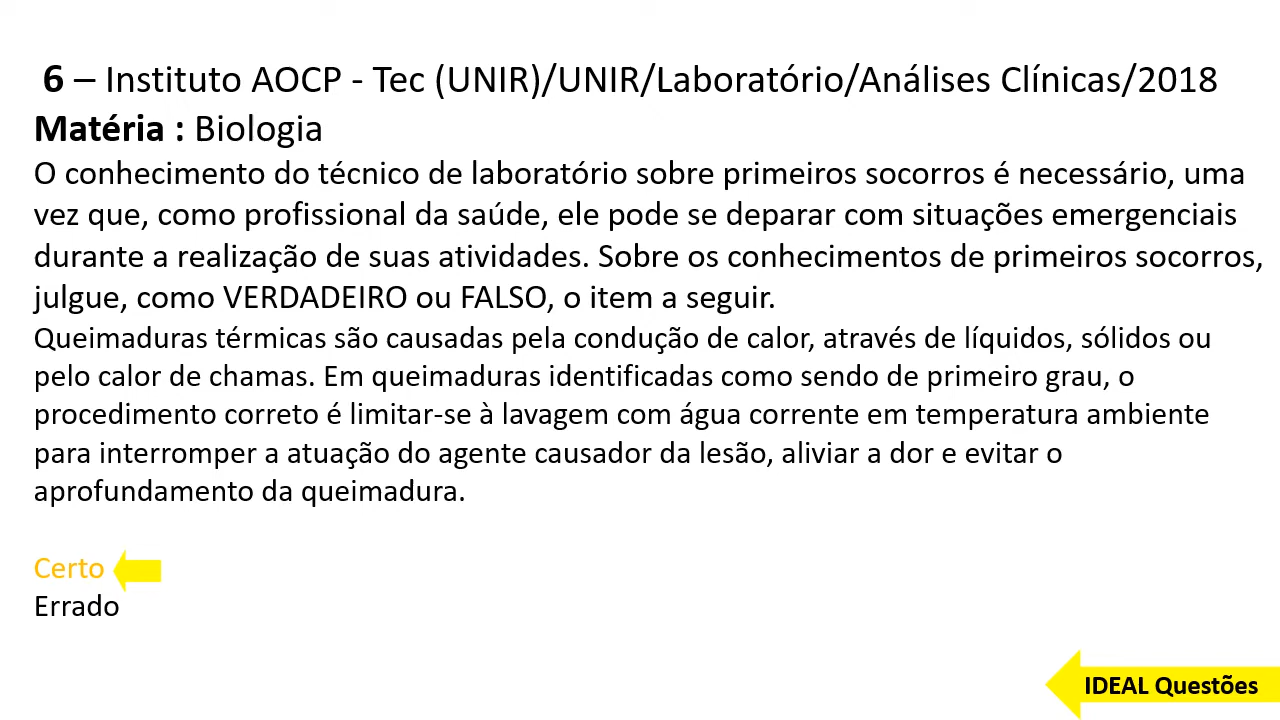 6 – Instituto AOCP - Tec (UNIR)/UNIR/Laboratório/Análises Clínicas/2018
Matéria : Biologia
O conhecimento do técnico de laboratório sobre primeiros socorros é necessário, uma
vez que, como profissional da saúde, ele pode se deparar com situações emergenciais
durante a realização de suas atividades. Sobre os conhecimentos de primeiros socorros,
julgue, como VERDADEIRO ou FALSO, o item a seguir.
Queimaduras térmicas são causadas pela condução de calor, através de líquidos, sólidos ou
pelo calor de chamas. Em queimaduras identificadas como sendo de primeiro grau, o
procedimento correto é limitar-se à lavagem com água corrente em temperatura ambiente
para interromper a atuação do agente causador da lesão, aliviar a dor e evitar o
aprofundamento da queimadura.
Certo
Errado
IDEAL Questões